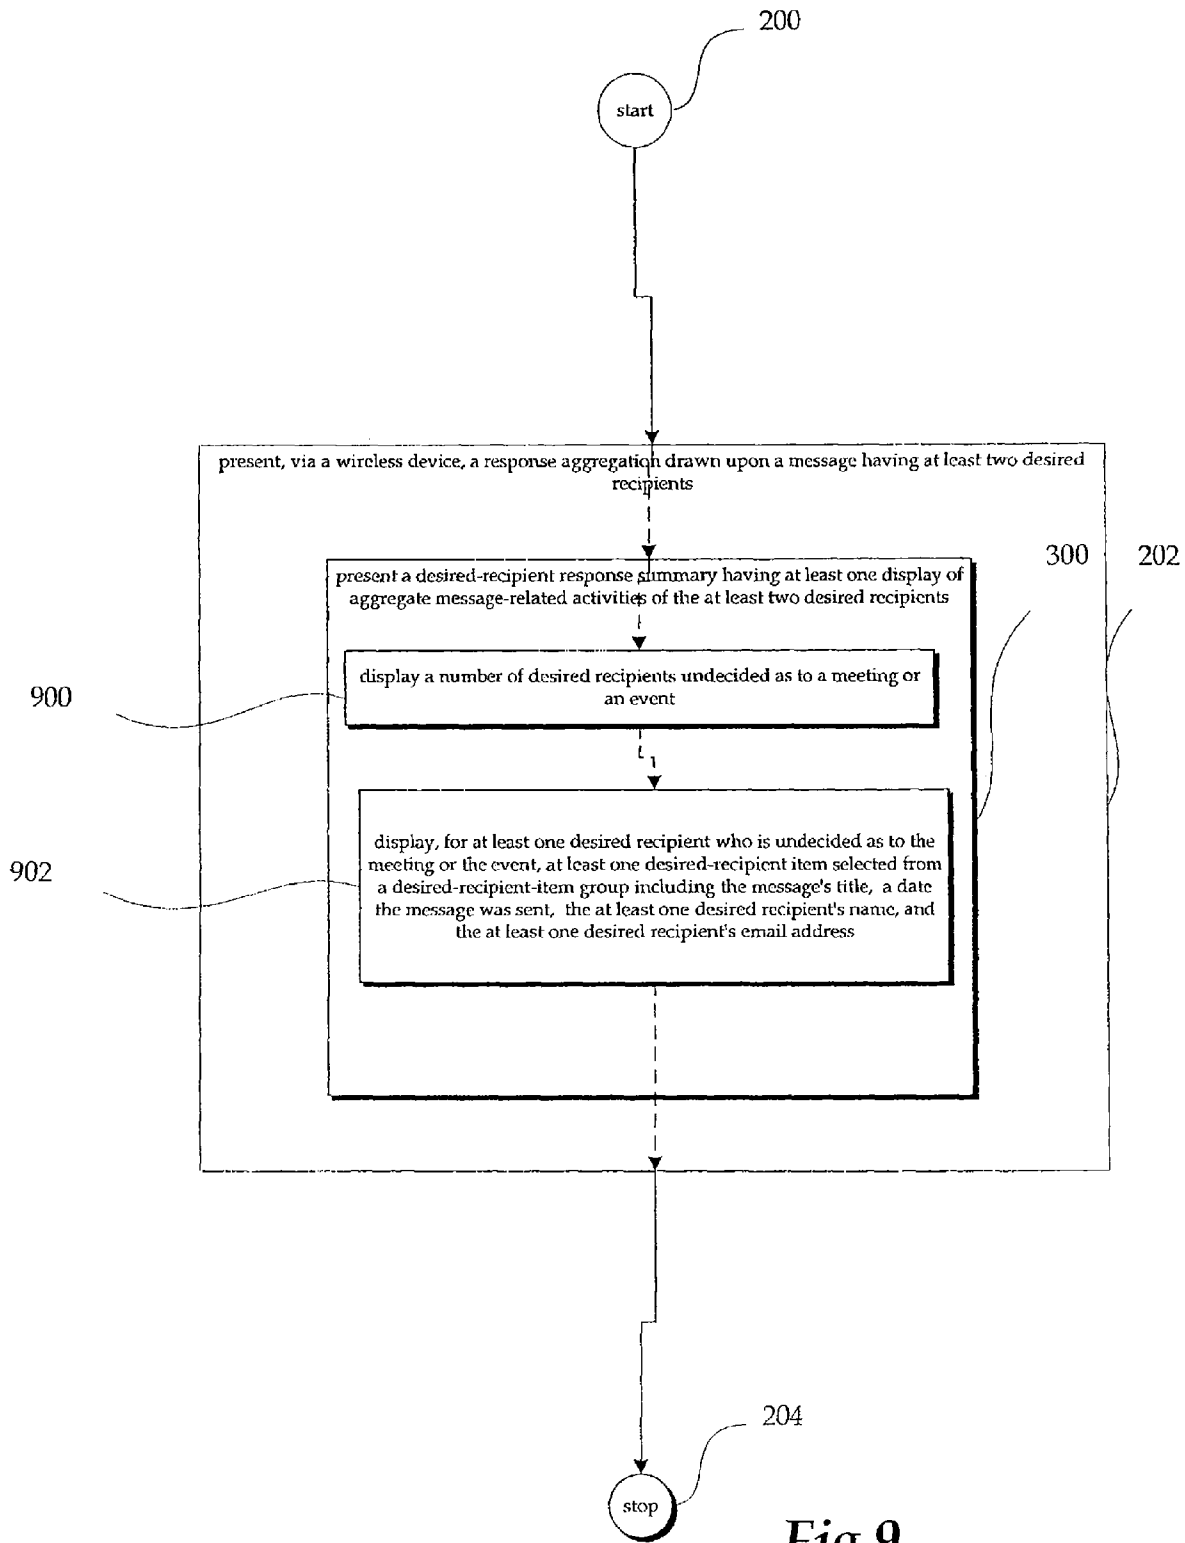 200
start
present, via a wireless device, a response aggregation drawn upon a message having at least two desired
recipients
300
202
present a desired-recipient response summary having at least one display of
aggregate message-related activities of the at least two desired recipients
900
display a number of desired recipients undecided as to a meeting or
an event
902
display, for at least one desired recipient who is undecided as to the
meeting or the event, at least one desired-recipient item selected from
a desired-recipient-item group including the message's title, a date
the message was sent, the at least one desired recipient's name, and
the at least one desired recipient's email address
204
stop
Fig 9